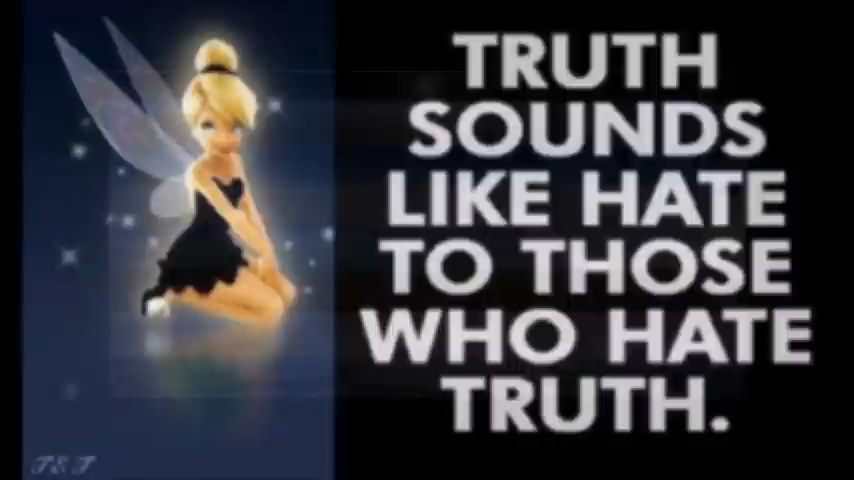 TRUTH
SOUNDS
LIKE HATE
TO THOSE
WHO HATE
TRUTH.
T&T